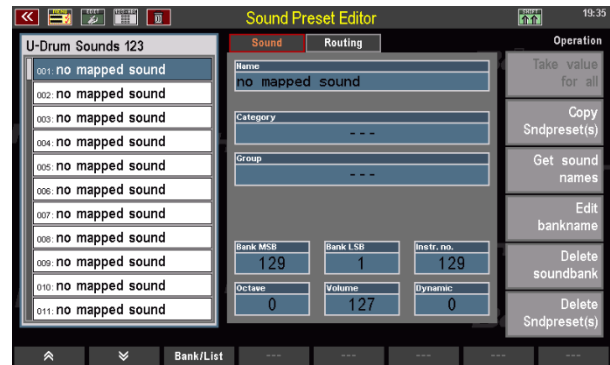 Sound Preset Editor
19:35
U-Drum Sounds 123
001: no mapped sound
002: no mapped sound
003: no mapped sound
004: no mapped sound
005: no mapped sound
006: no mapped sound
007: no mapped sound
008: no mapped sound
009: no mapped sound
010: no mapped sound
011: no mapped sound
Sound
Routing
Name
no mapped sound
Category
---
Group
---
Bank MSB
129
Bank LSB
1
Instr. no.
129
Octave
0
Volume
127
Dynamic
0
Operation
Take value
for all
Copy
Sndpreset(s)
Get sound
names
Edit
bankname
Delete
soundbank
Delete
Sndpreset(s)
Bank/List
---
---
---
---
---